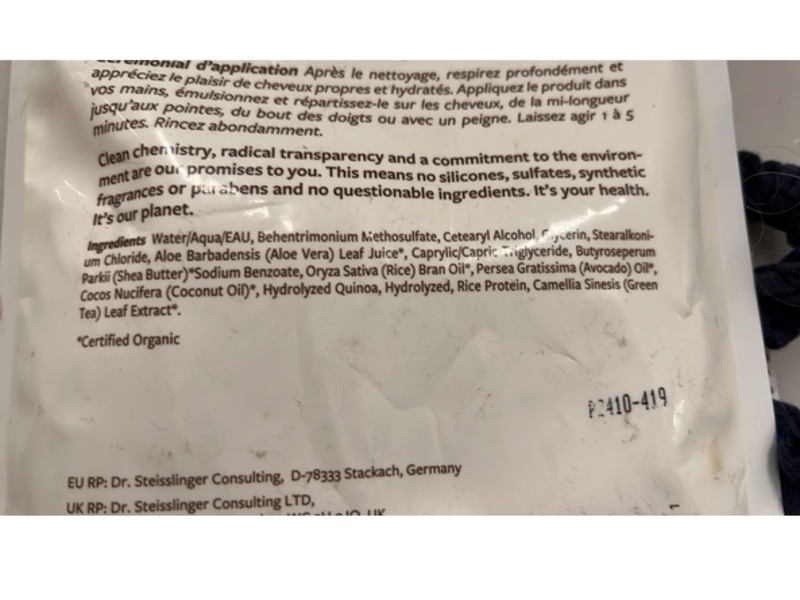 d'application Après le nettoyage, respirez profondément et
appréciez le plaisir de cheveux propres et hydratés. Appliquez le produit dans
vos mains, émulsionnez et répartissez-le sur les cheveux, de la mi-longueur
jusqu'aux pointes, du bout des doigts ou avec un peigne. Laissez agir 1 à 5
minutes. Rincez abondamment.
Clean chemistry, radical transparency and a commitment to the environ-
ment are our promises to you. This means no silicones, sulfates, synthetic
fragrances or parabens and no questionable ingredients. It's your health.
It's our planet.
Ingredients Water/Aqua/EAU, Behentrimonium Methosulfate, Cetearyl Alcohol, Glycerin, Stearalkoni-
um Chloride, Aloe Barbadensis (Aloe Vera) Leaf Juice*, Caprylic/Capric Triglyceride, Butyroseperum
Parkii (Shea Butter)*Sodium Benzoate, Oryza Sativa (Rice) Bran Oil*, Persea Gratissima (Avocado) Oil*,
Cocos Nucifera (Coconut Oil)*, Hydrolyzed Quinoa, Hydrolyzed, Rice Protein, Camellia Sinesis (Green
Tea) Leaf Extract*.
*Certified Organic
EU RP: Dr. Steisslinger Consulting, D-78333 Stackach, Germany
UK RP: Dr. Steisslinger Consulting LTD,